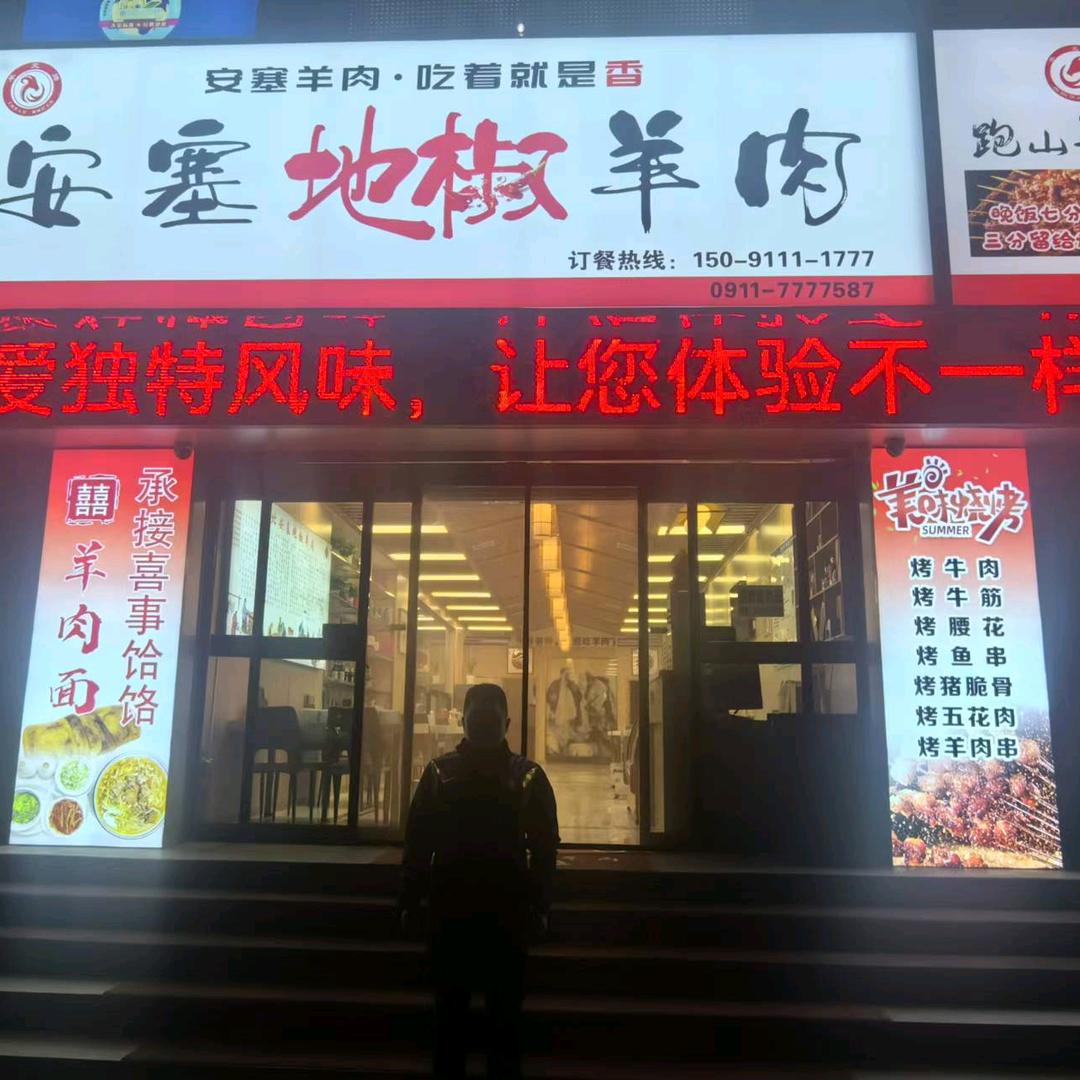 安塞羊肉·吃着就是香
安塞地椒羊肉
订餐热线：150-9111-1777
0911-7777587
跑山
晚饭七分
三分留给
爱独特风味，让您体验不一样
囍
羊肉面
承接喜事饸饹
美味烧烤
SUMMER
烤牛肉
烤牛筋
烤腰花
烤鱼串
烤猪脆骨
烤五花肉
烤羊肉串